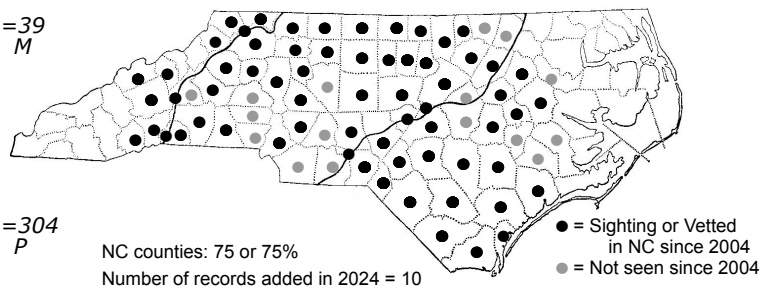 =39
M
=304
P
NC counties: 75 or 75%
Number of records added in 2024 = 10
= Sighting or Vetted
in NC since 2004
= Not seen since 2004